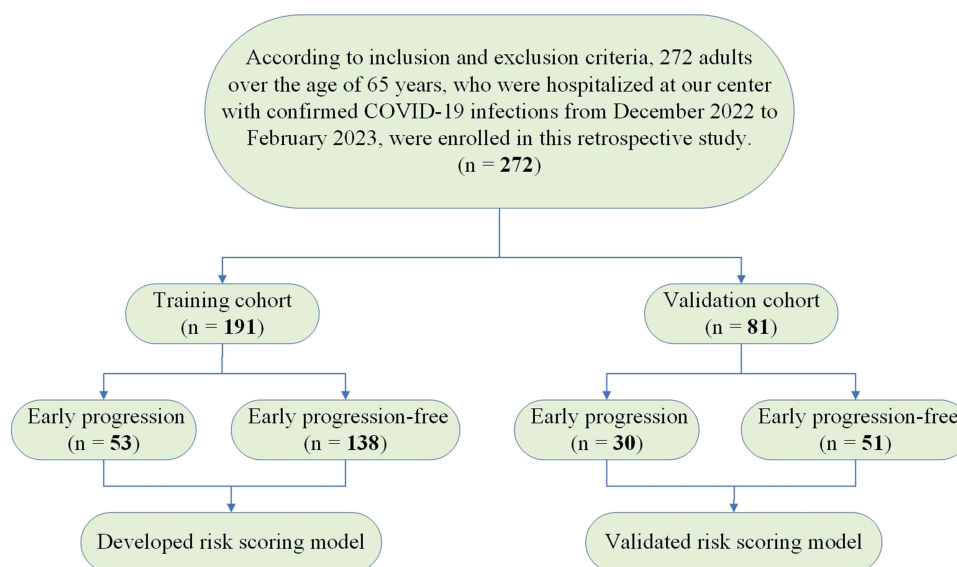 According to inclusion and exclusion criteria, 272 adults
over the age of 65 years, who were hospitalized at our center
with confirmed COVID-19 infections from December 2022 to
February 2023, were enrolled in this retrospective study.
(n = 272)
Training cohort
(n = 191)
Validation cohort
(n = 81)
Early progression
(n = 53)
Early progression-free
(n = 138)
Early progression
(n = 30)
Early progression-free
(n = 51)
Developed risk scoring model
Validated risk scoring model